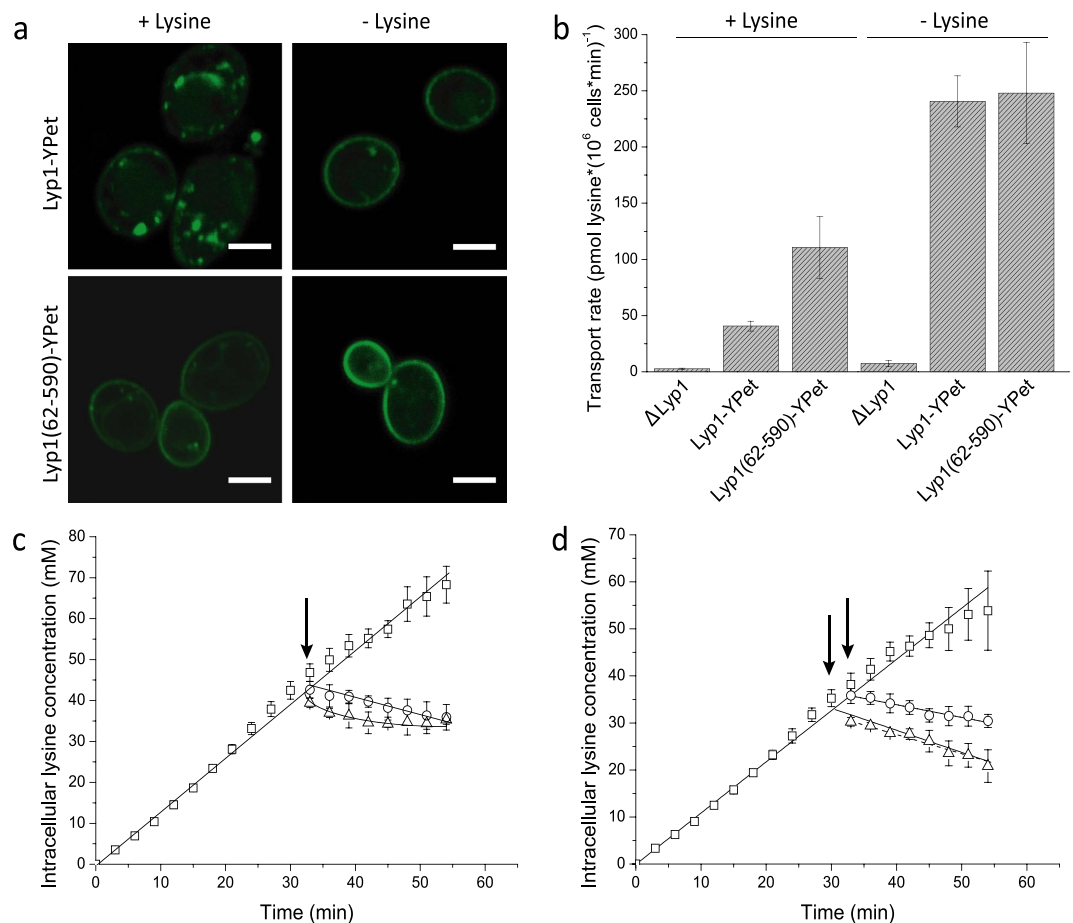 a
+ Lysine
- Lysine
Lyp1-YPet
Lyp1(62-590)-YPet
b
+ Lysine
- Lysine
Transport rate (pmol lysine*(10⁶ cells*min)⁻¹)
300
250
200
150
100
50
0
ΔLyp1
Lyp1-YPet
Lyp1(62-590)-YPet
ΔLyp1
Lyp1-YPet
Lyp1(62-590)-YPet
c
Intracellular lysine concentration (mM)
80
70
60
50
40
30
20
10
0
0 10 20 30 40 50 60
Time (min)
d
Intracellular lysine concentration (mM)
70
60
50
40
30
20
10
0
0 10 20 30 40 50 60
Time (min)